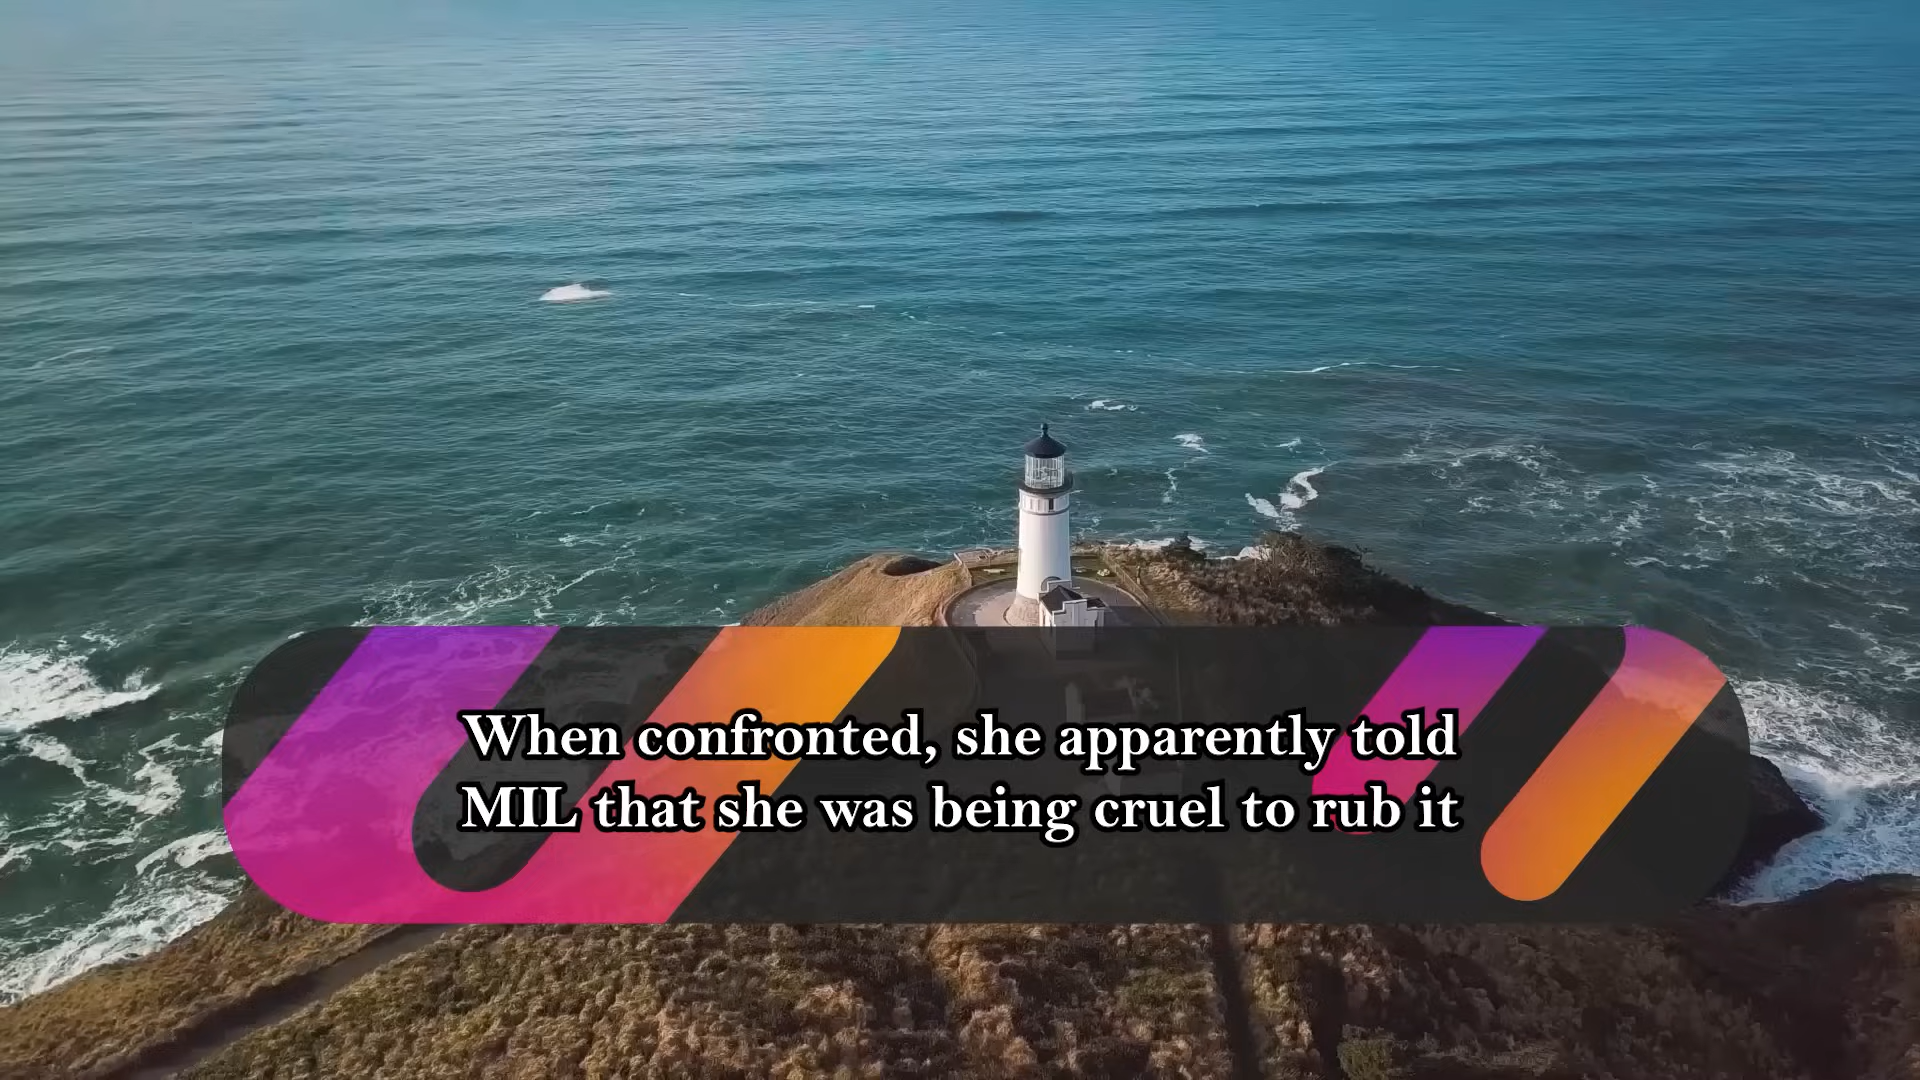 When confronted, she apparently told
MIL that she was being cruel to rub it